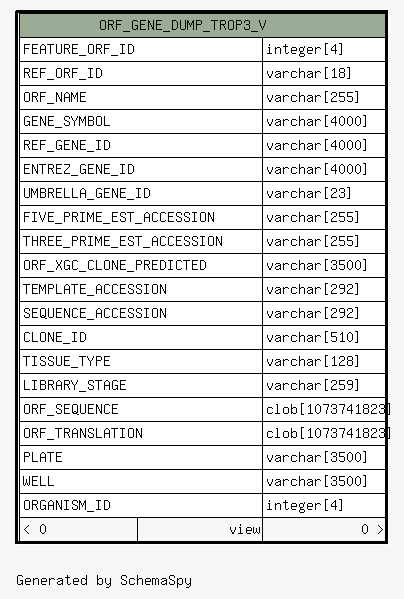 ORF_GENE_DUMP_TROP3_V
FEATURE_ORF_ID integer[4]
REF_ORF_ID varchar[18]
ORF_NAME varchar[255]
GENE_SYMBOL varchar[4000]
REF_GENE_ID varchar[4000]
ENTREZ_GENE_ID varchar[4000]
UMBRELLA_GENE_ID varchar[23]
FIVE_PRIME_EST_ACCESSION varchar[255]
THREE_PRIME_EST_ACCESSION varchar[255]
ORF_XGC_CLONE_PREDICTED varchar[3500]
TEMPLATE_ACCESSION varchar[292]
SEQUENCE_ACCESSION varchar[292]
CLONE_ID varchar[510]
TISSUE_TYPE varchar[128]
LIBRARY_STAGE varchar[259]
ORF_SEQUENCE clob[1073741823]
ORF_TRANSLATION clob[1073741823]
PLATE varchar[3500]
WELL varchar[3500]
ORGANISM_ID integer[4]
< 0 view 0 >
Generated by SchemaSpy